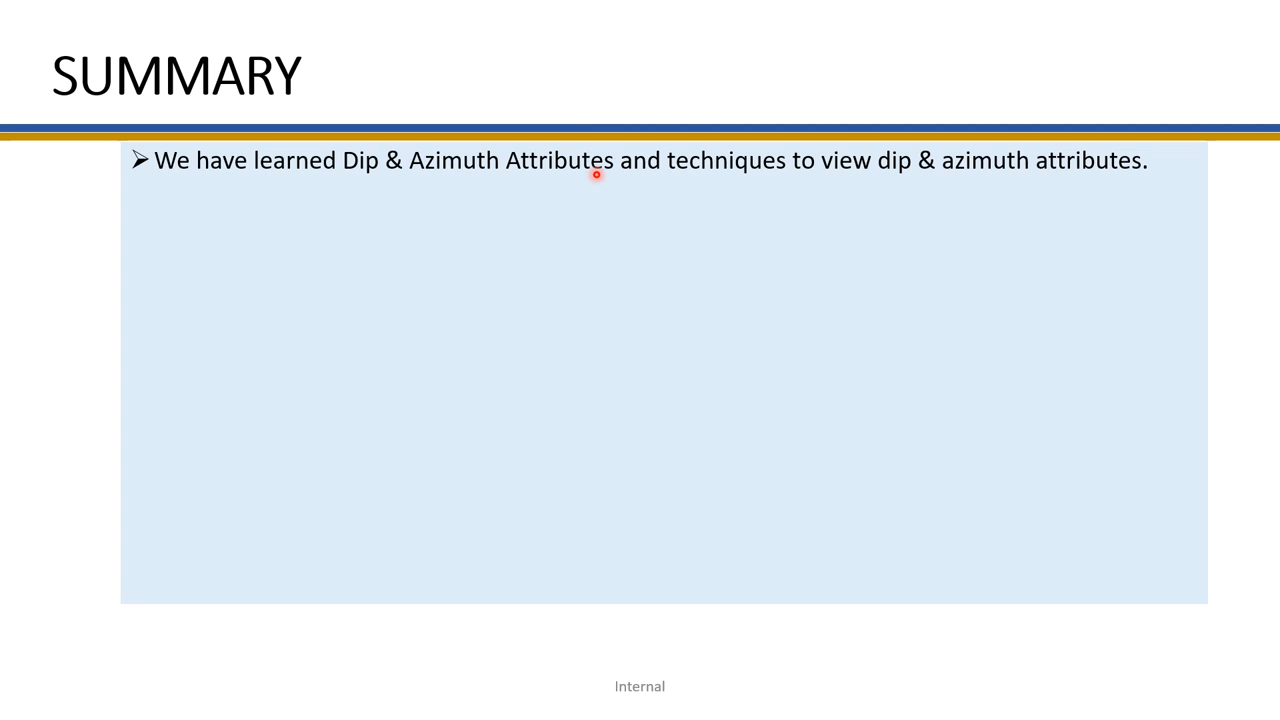 SUMMARY
➢ We have learned Dip & Azimuth Attributes and techniques to view dip & azimuth attributes.
Internal